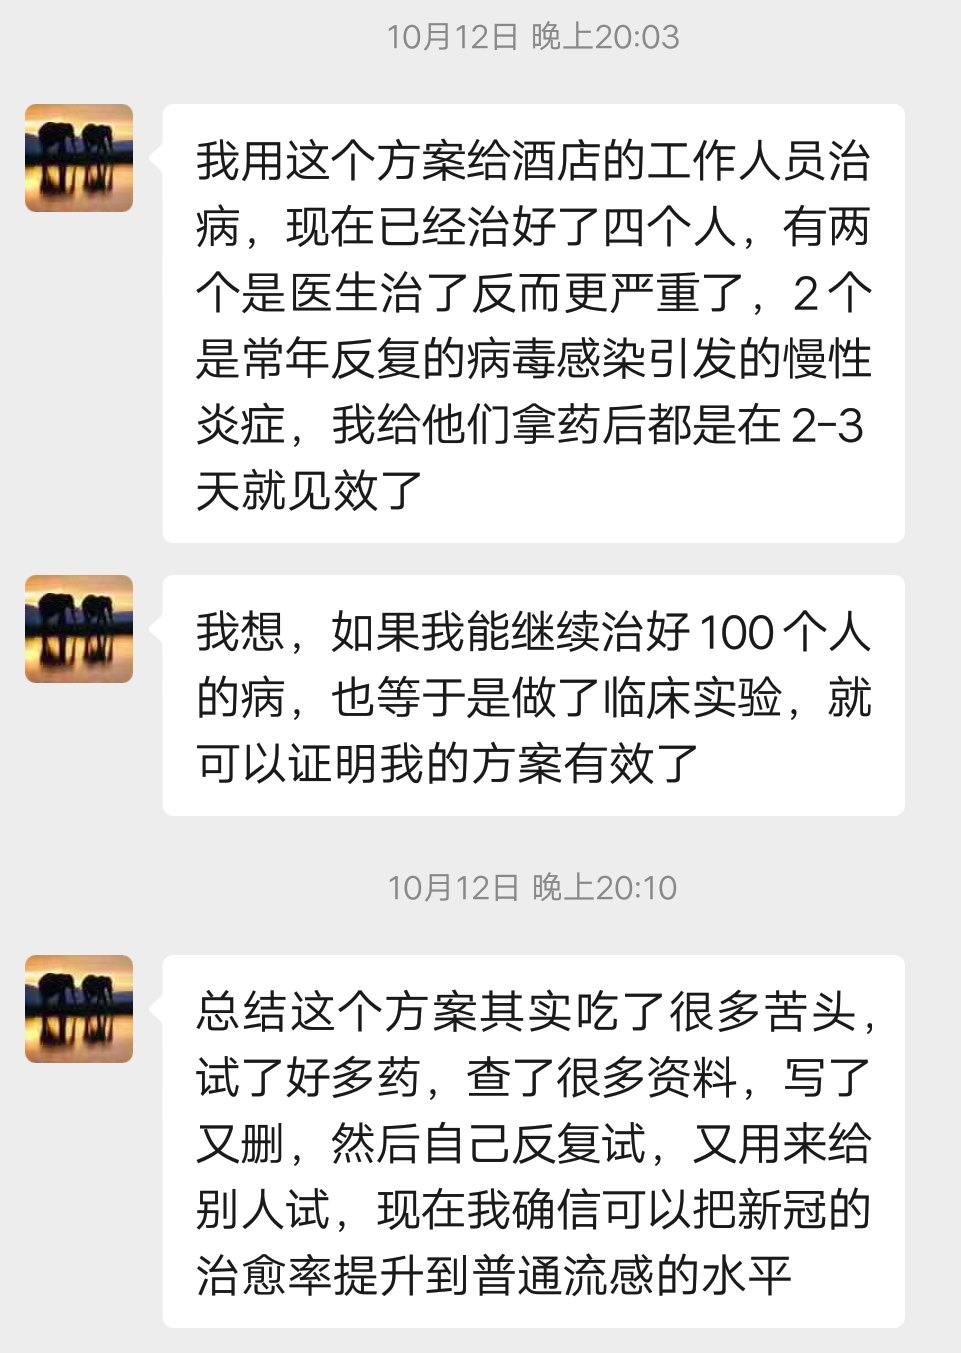 10月12日 晚上20:03
我用这个方案给酒店的工作人员治
病，现在已经治好了四个人，有两
个是医生治了反而更严重了，2个
是常年反复的病毒感染引发的慢性
炎症，我给他们拿药后都是在2-3
天就见效了
我想，如果我能继续治好100个人
的病，也等于是做了临床实验，就
可以证明我的方案有效了
10月12日 晚上20:10
总结这个方案其实吃了很多苦头，
试了好多药，查了很多资料，写了
又删，然后自己反复试，又用来给
别人试，现在我确信可以把新冠的
治愈率提升到普通流感的水平